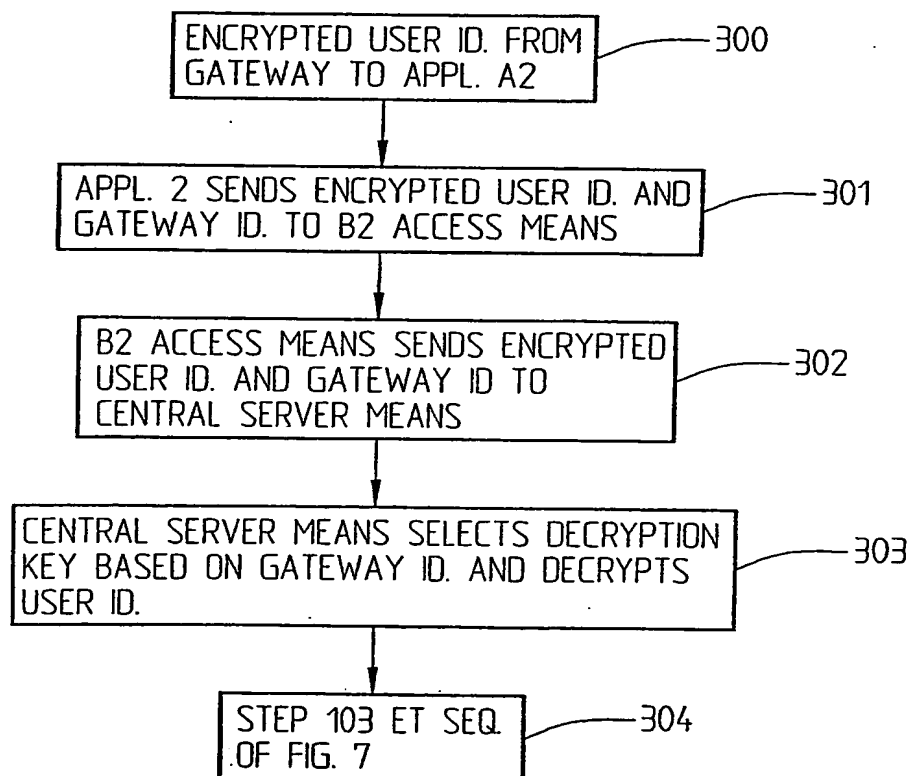 ENCRYPTED USER ID. FROM
GATEWAY TO APPL. A2
300
APPL. 2 SENDS ENCRYPTED USER ID. AND
GATEWAY ID. TO B2 ACCESS MEANS
301
B2 ACCESS MEANS SENDS ENCRYPTED
USER ID. AND GATEWAY ID TO
CENTRAL SERVER MEANS
302
CENTRAL SERVER MEANS SELECTS DECRYPTION
KEY BASED ON GATEWAY ID. AND DECRYPTS
USER ID.
303
STEP 103 ET SEQ.
OF FIG. 7
304